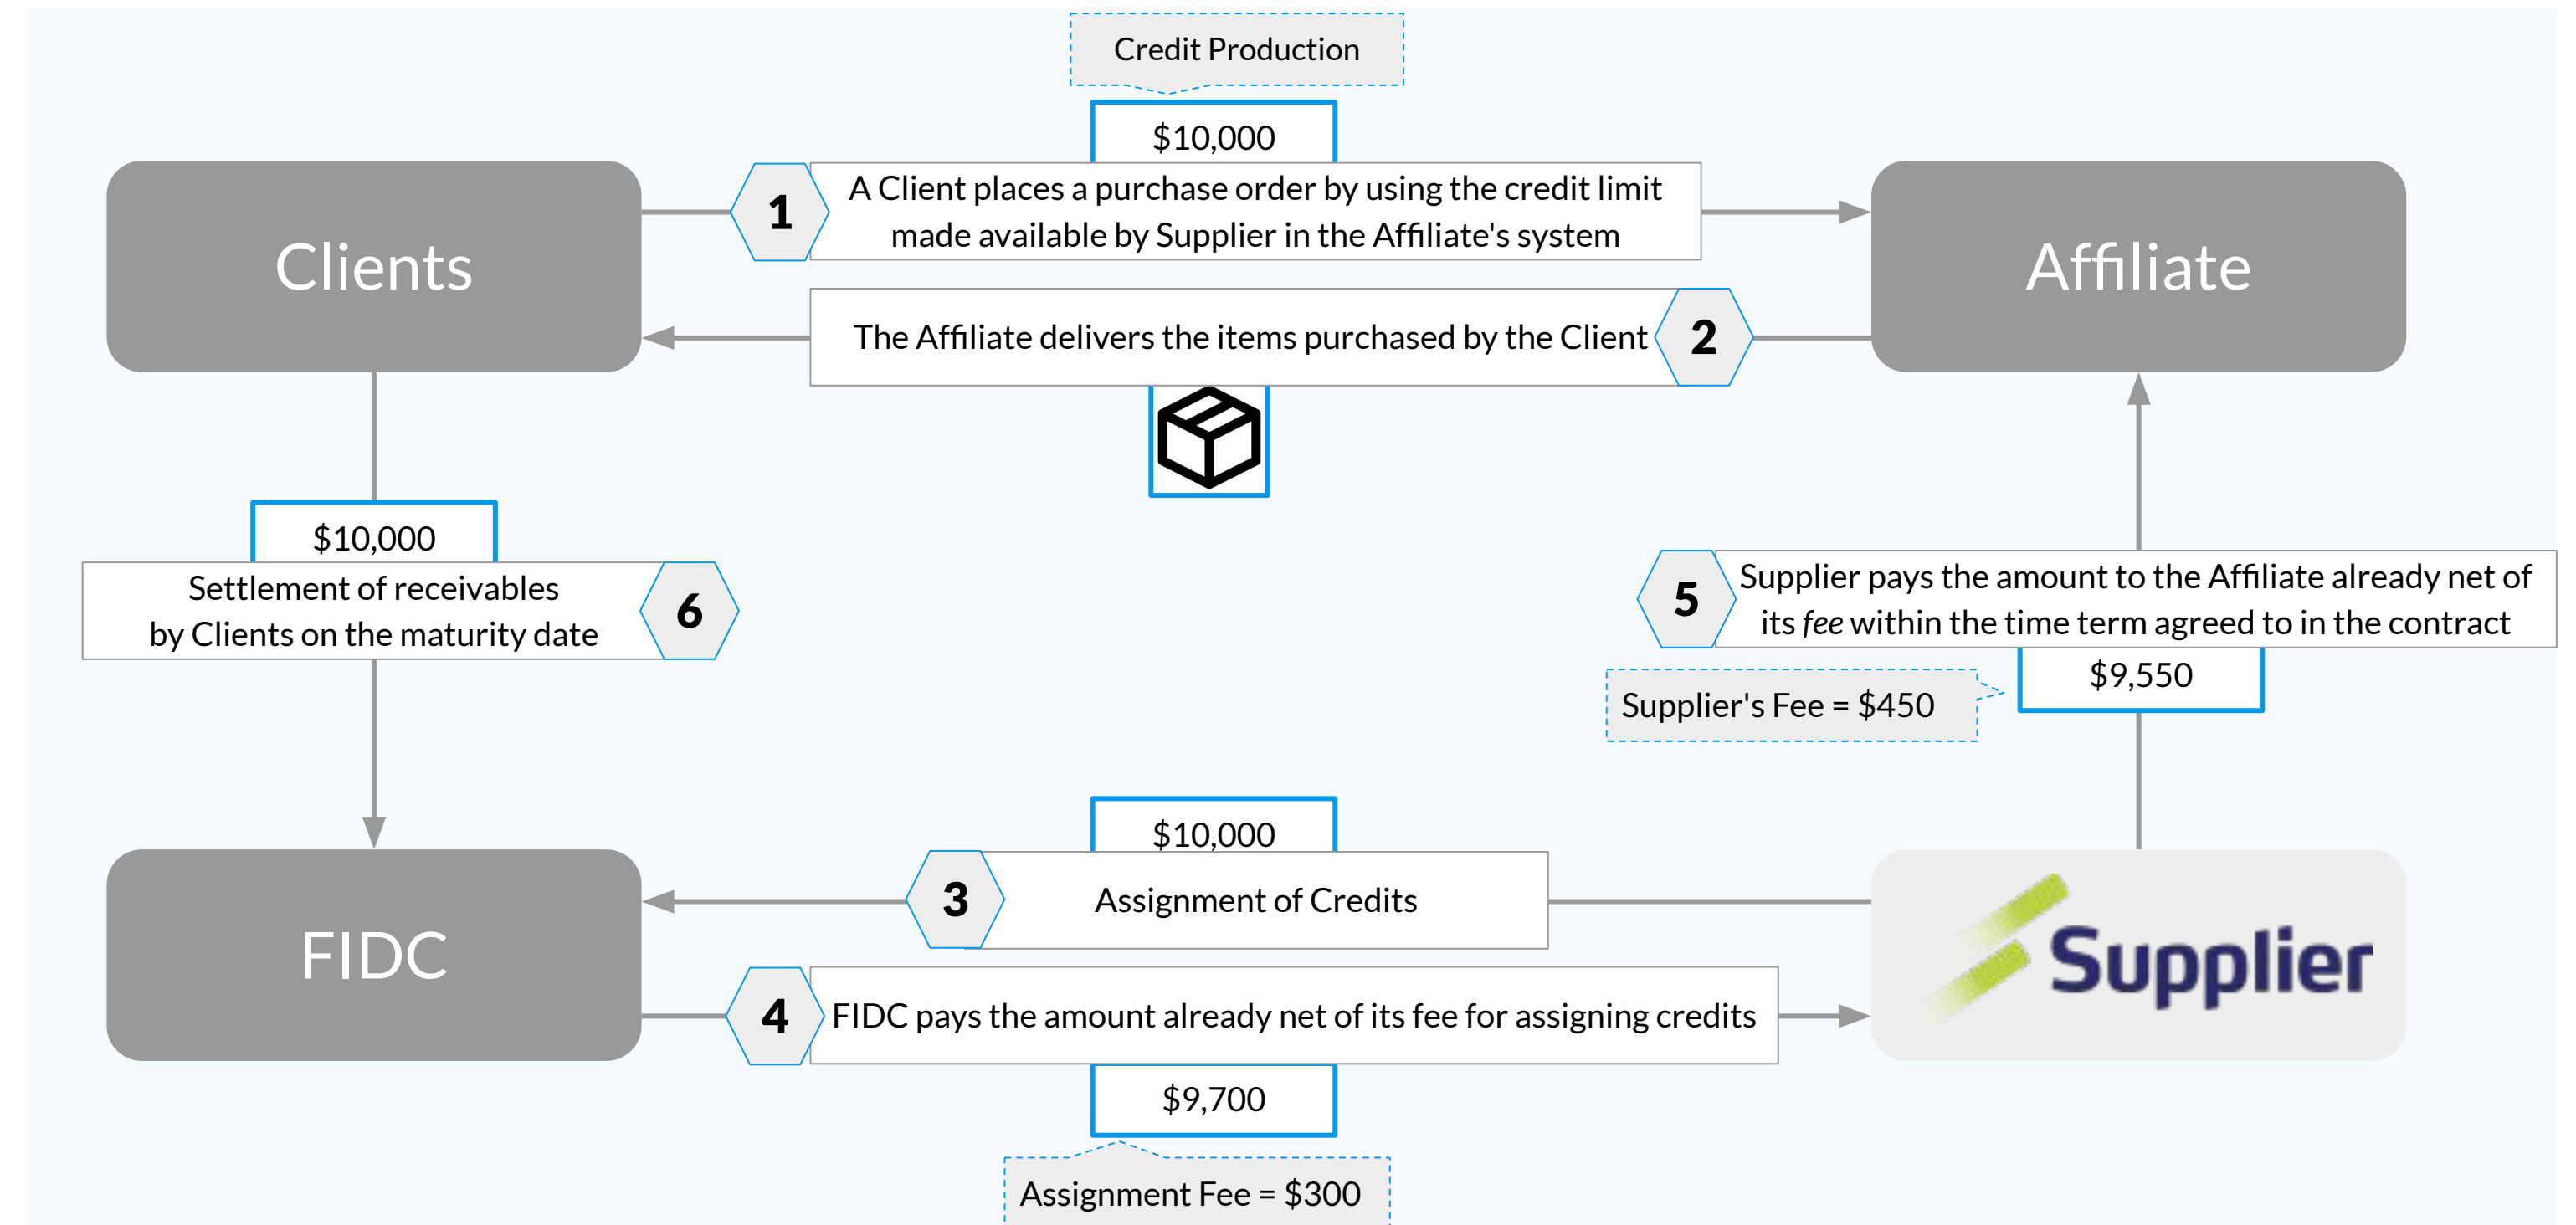 Credit Production
$10,000
1
A Client places a purchase order by using the credit limit
made available by Supplier in the Affiliate's system
Clients
Affiliate
The Affiliate delivers the items purchased by the Client
2
$10,000
Settlement of receivables
by Clients on the maturity date
6
5
Supplier pays the amount to the Affiliate already net of
its fee within the time term agreed to in the contract
$9,550
Supplier's Fee = $450
$10,000
3
Assignment of Credits
FIDC
Supplier
4
FIDC pays the amount already net of its fee for assigning credits
$9,700
Assignment Fee = $300